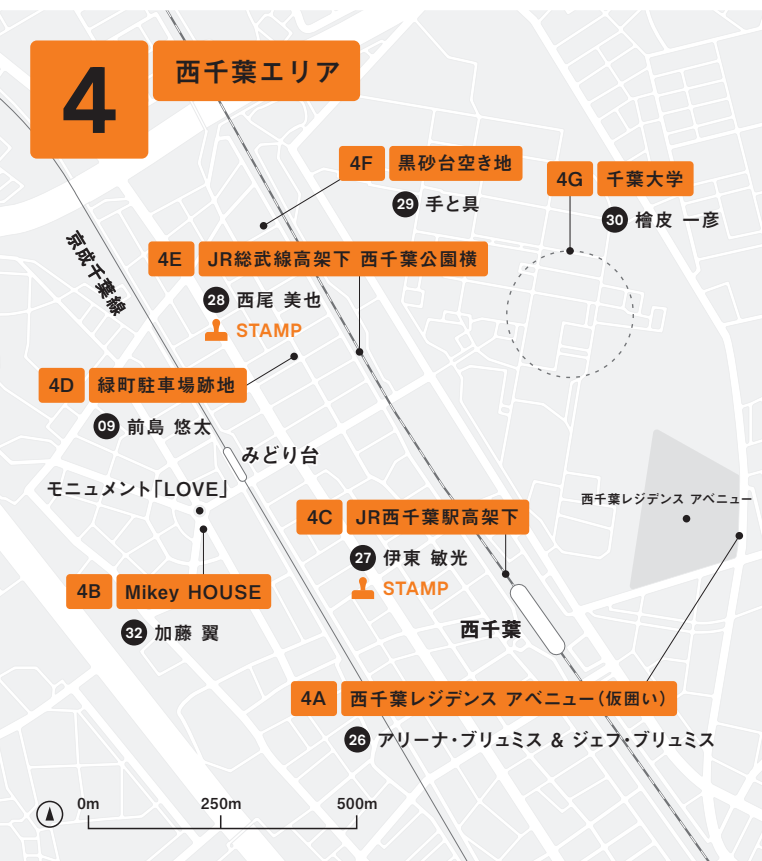 4
西千葉エリア
4F 黒砂台空き地
29 手と具
4G 千葉大学
30 檜皮 一彦
京成千葉線
4E JR総武線高架下 西千葉公園横
28 西尾 美也
STAMP
4D 緑町駐車場跡地
09 前島 悠太
みどり台
モニュメント「LOVE」
西千葉レジデンス アベニュー
4C JR西千葉駅高架下
27 伊東 敏光
STAMP
4B Mikey HOUSE
32 加藤 翼
西千葉
4A 西千葉レジデンス アベニュー(仮囲い)
26 アリーナ・ブリュミス & ジェフ・ブリュミス
0m 250m 500m